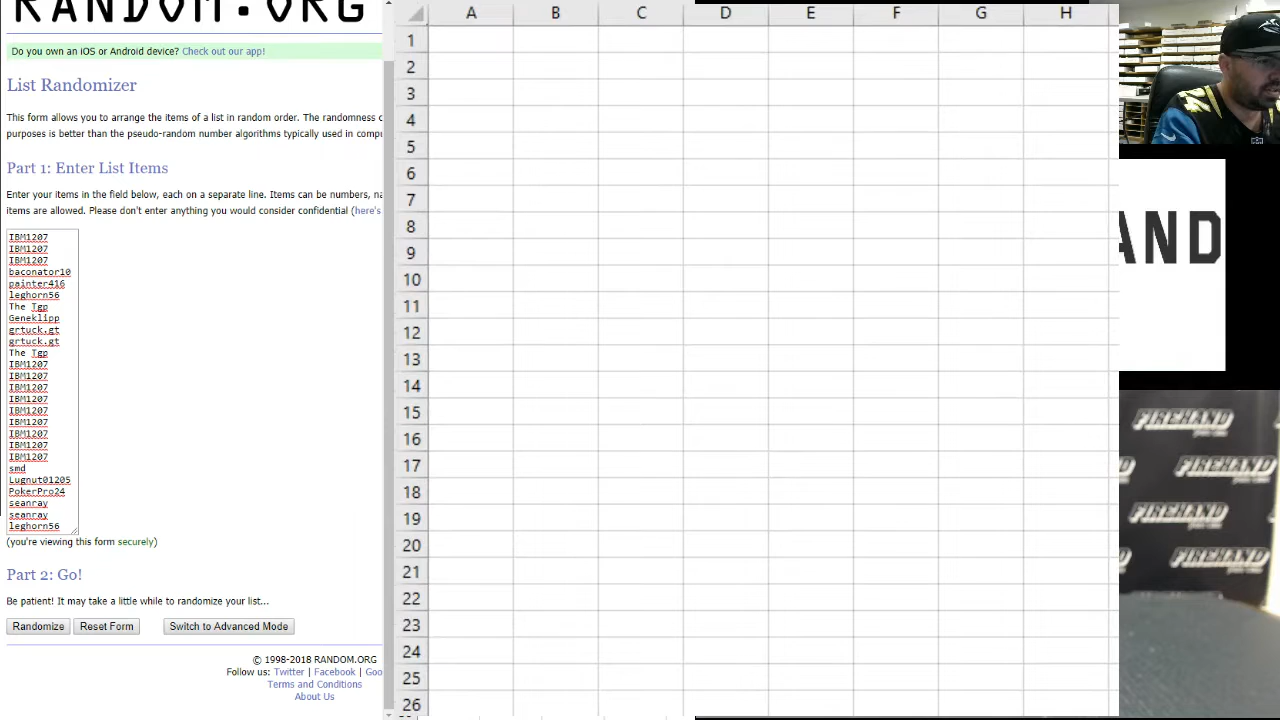 RANDOM.ORG
Do you own an iOS or Android device? Check out our app!
List Randomizer
This form allows you to arrange the items of a list in random order. The randomness
purposes is better than the pseudo-random number algorithms typically used in
Part 1: Enter List Items
Enter your items in the field below, each on a separate line. Items can be numbers,
items are allowed. Please don't enter anything you would consider confidential (here's
IBM1207
IBM1207
IBM1207
baconator10
painter416
leghorn56
The Tgp
Geneklipp
grtuck.gt
grtuck.gt
The Tgp
IBM1207
IBM1207
IBM1207
IBM1207
IBM1207
IBM1207
IBM1207
IBM1207
IBM1207
smd
Lugnut01205
PokerPro24
seanray
seanray
leghorn56
(you're viewing this form securely)
Part 2: Go!
Be patient! It may take a little while to randomize your list...
Randomize Reset Form Switch to Advanced Mode
© 1998-2018 RANDOM.ORG
Follow us: Twitter | Facebook | Goo
Terms and Conditions
About Us
A B C D E F G H
1
2
3
4
5
6
7
8
9
10
11
12
13
14
15
16
17
18
19
20
21
22
23
24
25
26
AND
FIREHAND
FIREHAND
FIREHAND
FIREHAND